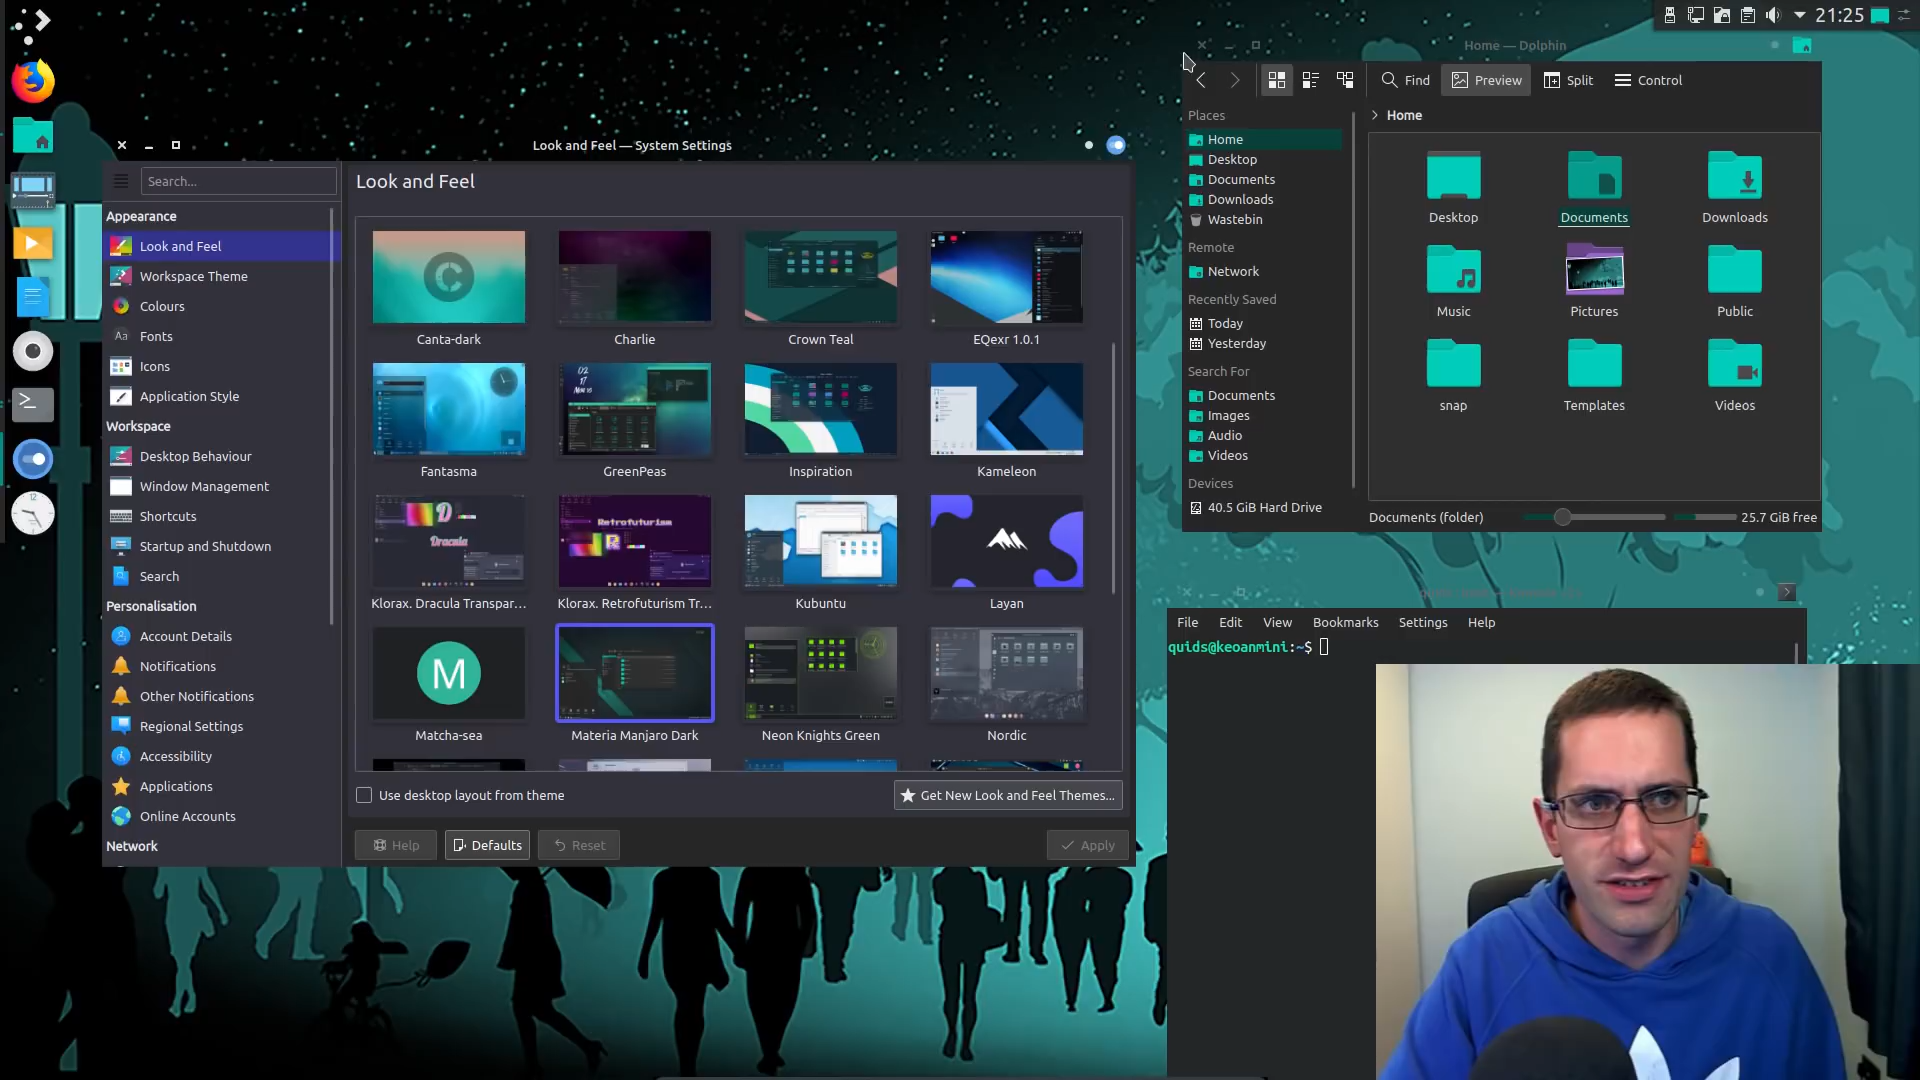 21:25
Home — Dolphin
Find
Preview
Split
Control
Places
Home
Desktop
Documents
Downloads
Wastebin
Remote
Network
Recently Saved
Today
Yesterday
Search For
Documents
Images
Audio
Videos
Devices
40.5 GiB Hard Drive
Home
Desktop
Documents
Downloads
Music
Pictures
Public
snap
Templates
Videos
Documents (folder)
25.7 GiB free
Look and Feel — System Settings
Search...
Appearance
Look and Feel
Workspace Theme
Colours
Aa
Fonts
Icons
Application Style
Workspace
Desktop Behaviour
Window Management
Shortcuts
Startup and Shutdown
Search
Personalisation
Account Details
Notifications
Other Notifications
Regional Settings
Accessibility
Applications
Online Accounts
Network
Look and Feel
Canta-dark
Charlie
Crown Teal
EQexr 1.0.1
Fantasma
GreenPeas
Inspiration
Kameleon
Dracula
Retrofuturism
Klorax. Dracula Transpar...
Klorax. Retrofuturism Tr...
Kubuntu
Layan
M
Matcha-sea
Materia Manjaro Dark
Neon Knights Green
Nordic
Use desktop layout from theme
Get New Look and Feel Themes...
Help
Defaults
Reset
Apply
File Edit View Bookmarks Settings Help
quids@keoanmini:~$